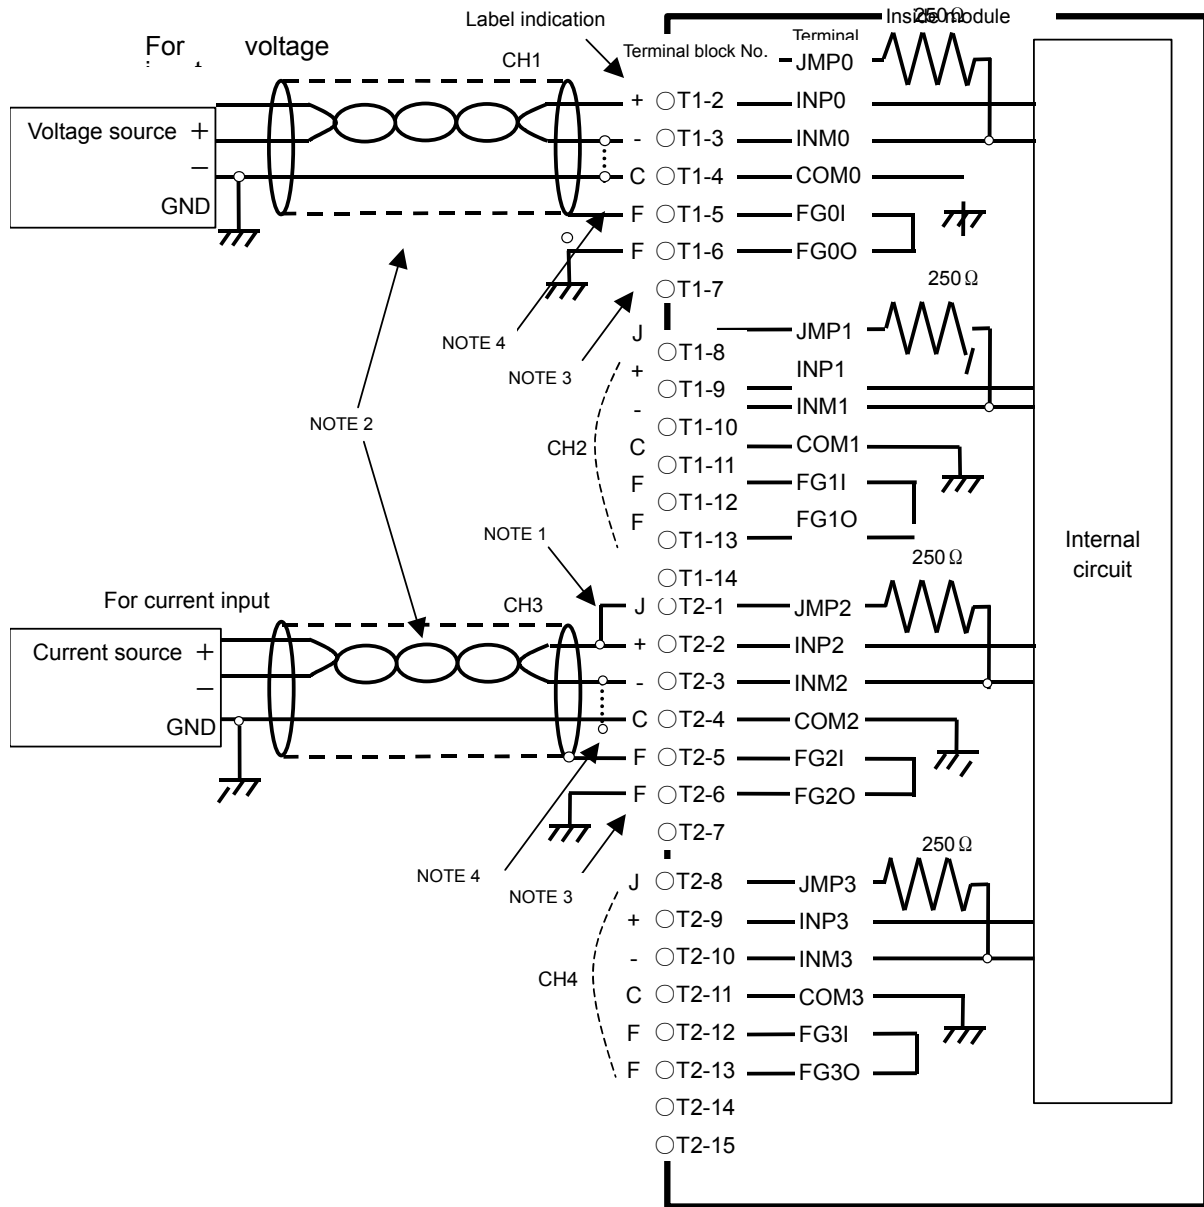 Label indication
Inside module
250Ω
For voltage
Terminal block No.
Terminal
CH1
JMP0
+ T1-2 INP0
Voltage source +
- T1-3 INM0
−
C T1-4 COM0
GND
F T1-5 FG0I
F T1-6 FG0O
T1-7
250Ω
NOTE 4
J JMP1
T1-8
NOTE 3
+ INP1
T1-9
- INM1
NOTE 2
T1-10
CH2
C COM1
T1-11
F FG1I
T1-12
F FG1O
NOTE 1
T1-13
Internal
circuit
250Ω
T1-14
For current input
CH3
J T2-1 JMP2
Current source +
+ T2-2 INP2
−
- T2-3 INM2
GND
C T2-4 COM2
F T2-5 FG2I
F T2-6 FG2O
T2-7
250Ω
NOTE 4
NOTE 3
J T2-8 JMP3
+ T2-9 INP3
- T2-10 INM3
CH4
C T2-11 COM3
F T2-12 FG3I
F T2-13 FG3O
T2-14
T2-15